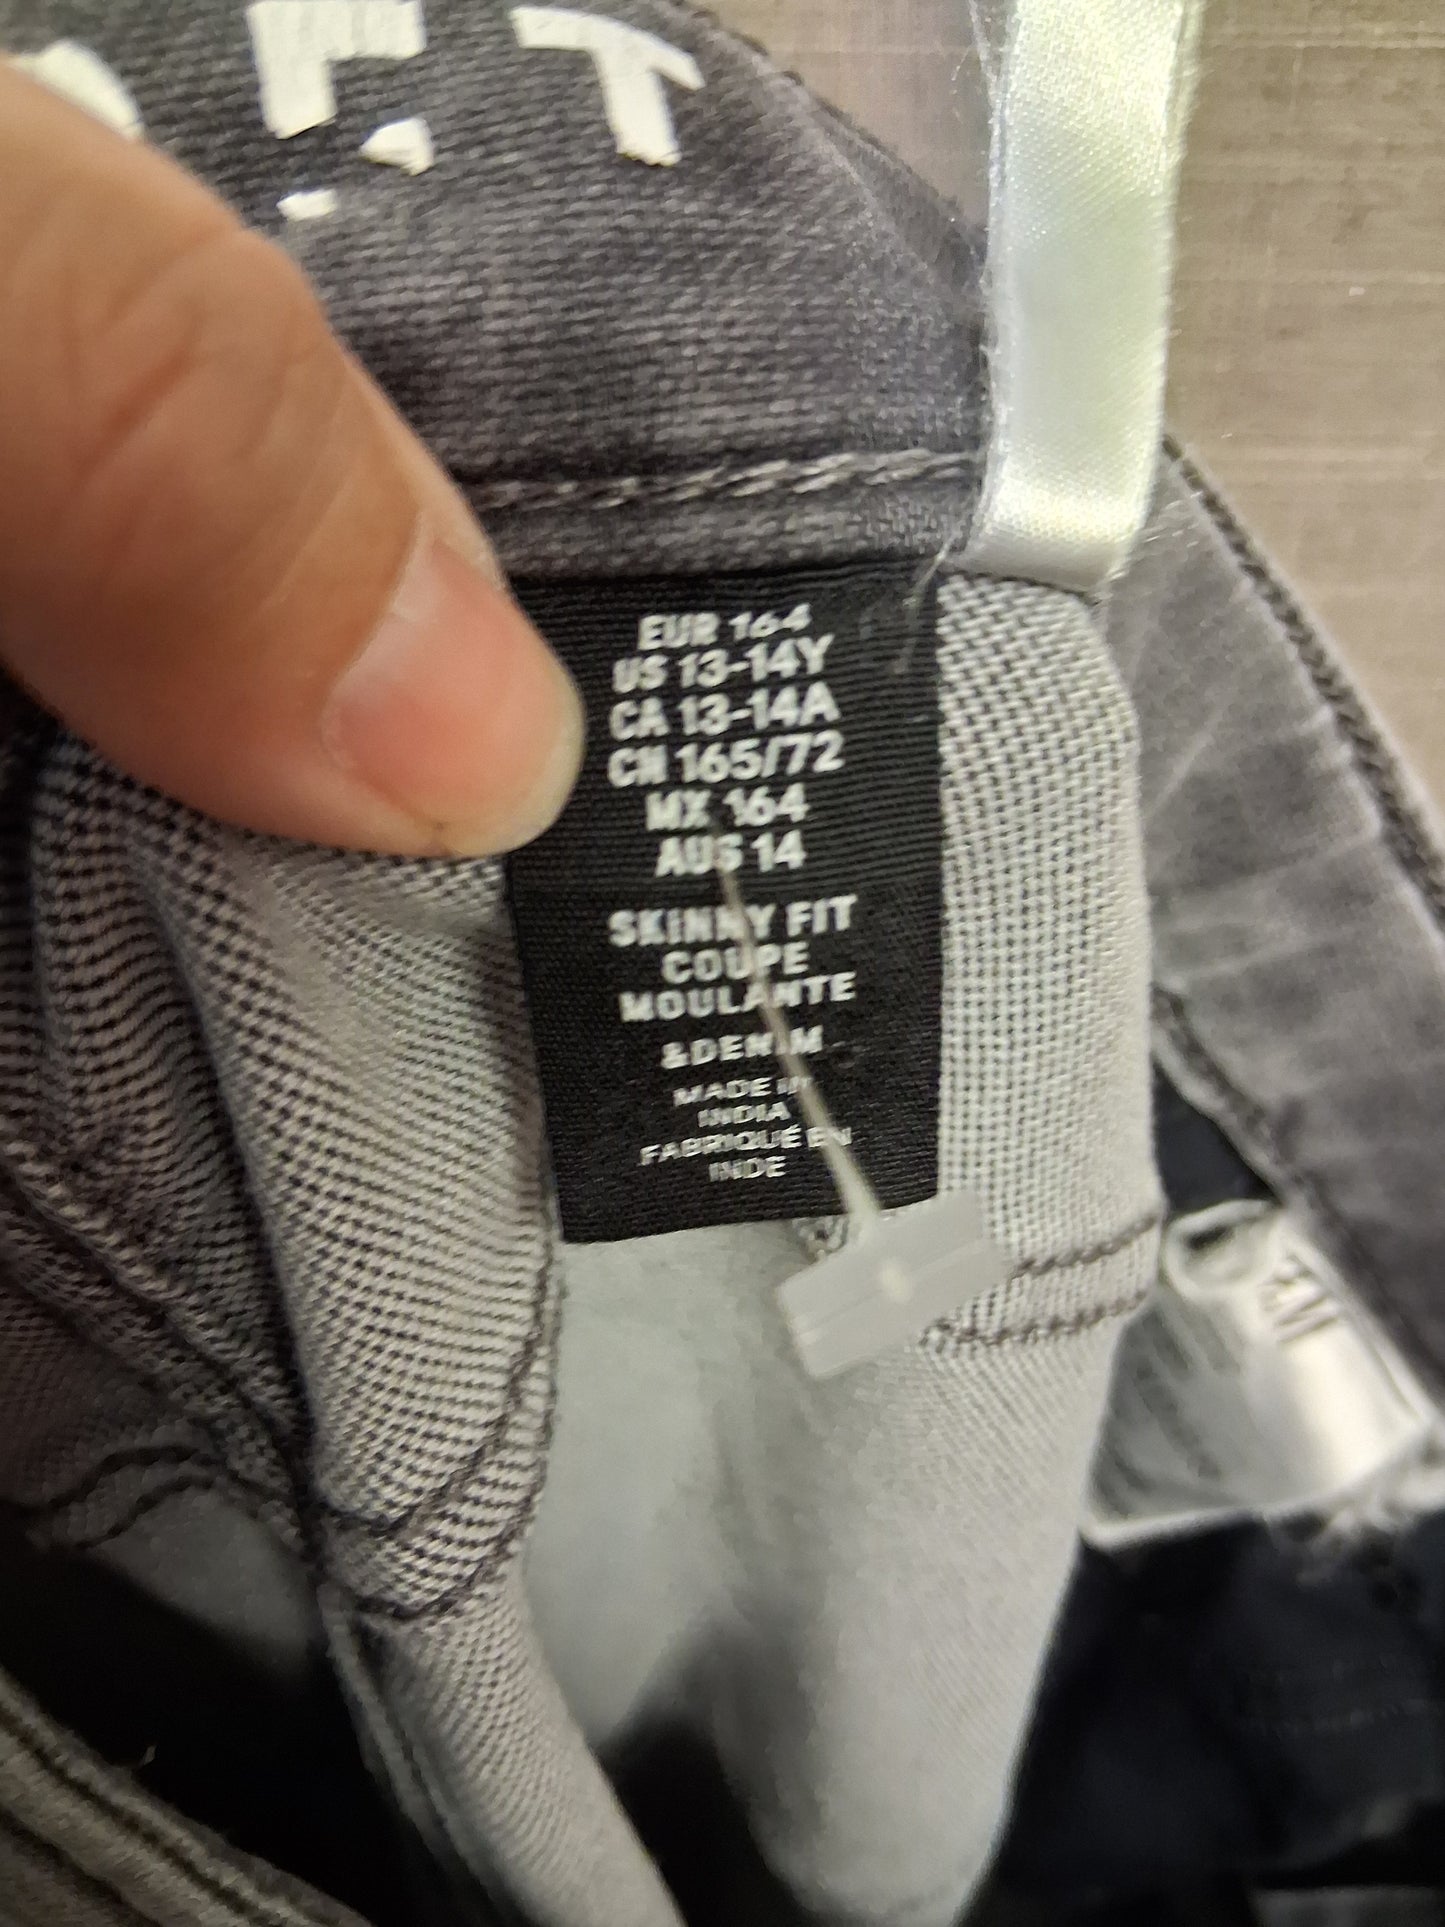 EUR 164
US 13-14Y
CA 13-14A
CN 165/72
MX 164
AUS 14
SKINNY FIT
COUPE
MOULANTE
&DENIM
MADE IN
INDIA
FABRIQUÉ EN
INDE